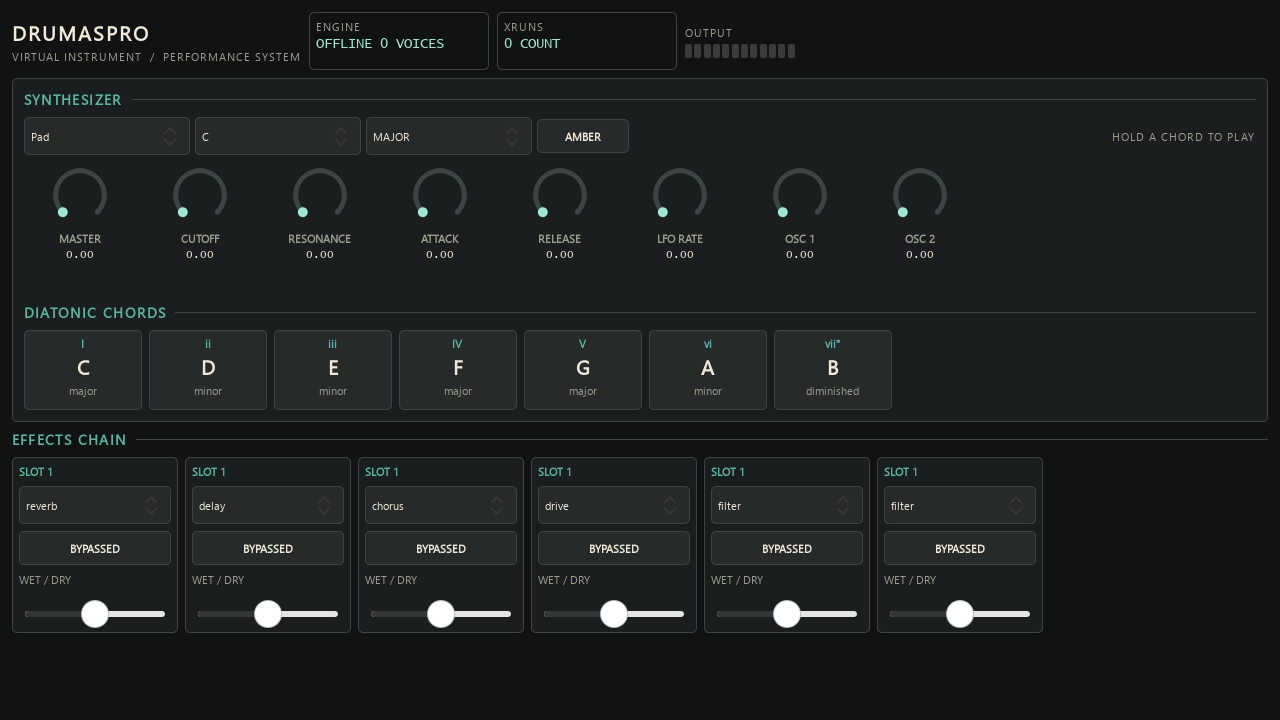 DRUMASPRO
VIRTUAL INSTRUMENT / PERFORMANCE SYSTEM
ENGINE
OFFLINE 0 VOICES
XRUNS
0 COUNT
OUTPUT
SYNTHESIZER
Pad
C
MAJOR
AMBER
HOLD A CHORD TO PLAY
MASTER
0.00
CUTOFF
0.00
RESONANCE
0.00
ATTACK
0.00
RELEASE
0.00
LFO RATE
0.00
OSC 1
0.00
OSC 2
0.00
DIATONIC CHORDS
I
C
major
ii
D
minor
iii
E
minor
IV
F
major
V
G
major
vi
A
minor
vii°
B
diminished
EFFECTS CHAIN
SLOT 1
reverb
BYPASSED
WET / DRY
SLOT 1
delay
BYPASSED
WET / DRY
SLOT 1
chorus
BYPASSED
WET / DRY
SLOT 1
drive
BYPASSED
WET / DRY
SLOT 1
filter
BYPASSED
WET / DRY
SLOT 1
filter
BYPASSED
WET / DRY